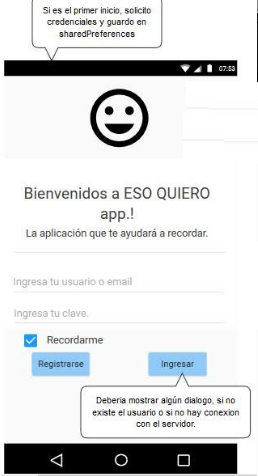 Si es el primer inicio, solicito
credenciales y guardo en
sharedPreferences
07:53
Bienvenidos a ESO QUIERO
app.!
La aplicación que te ayudará a recordar.
Ingresa tu usuario o email
Ingresa tu clave.
Recordarme
Registrarse
Ingresar
Deberia mostrar algún dialogo, si no
existe el usuario o si no hay conexion
con el servidor.